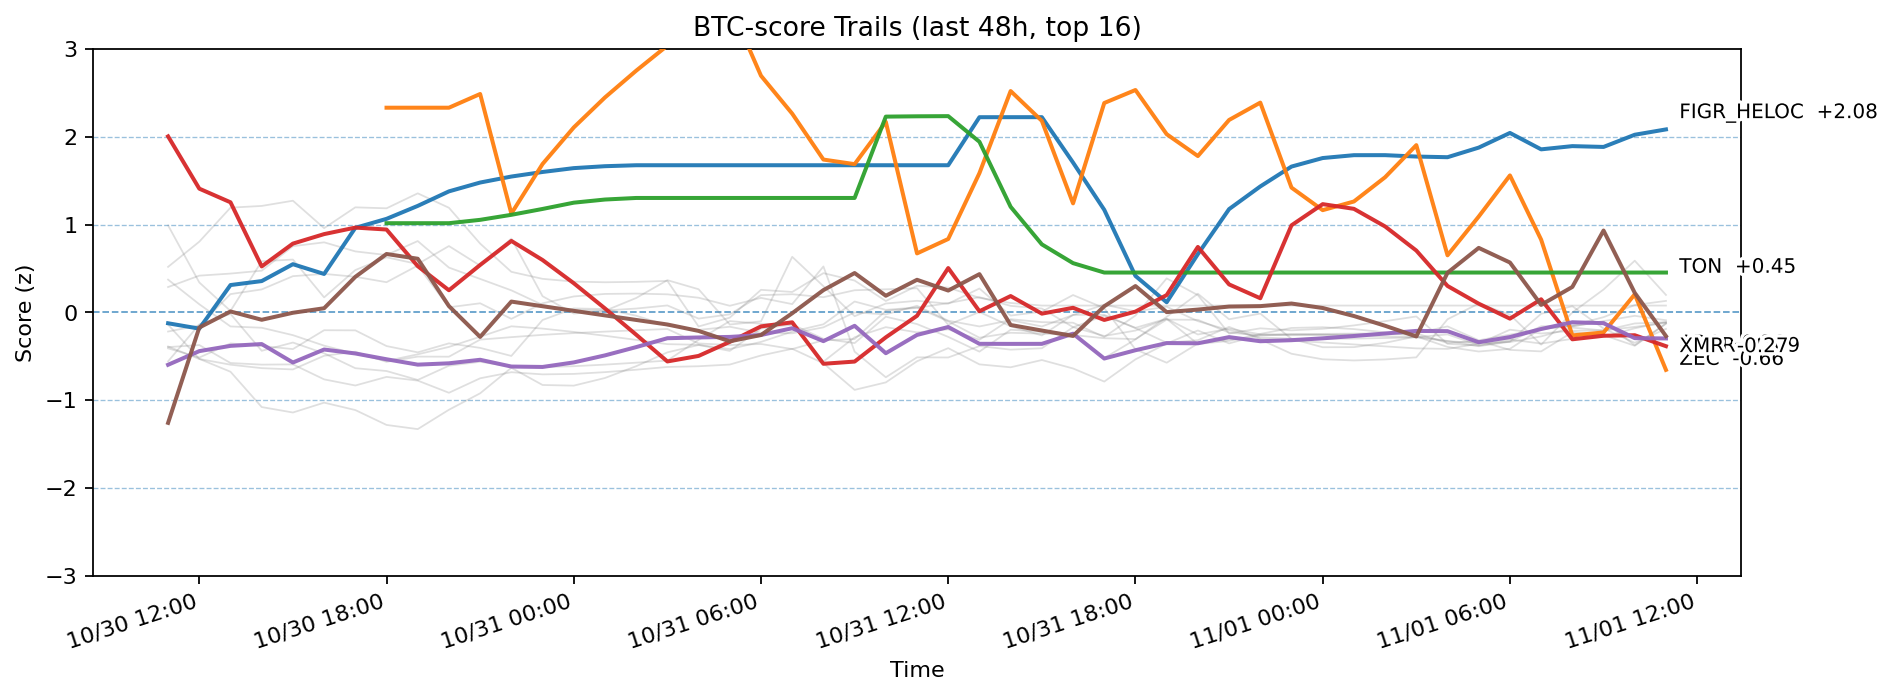 BTC-score Trails (last 48h, top 16)
3
2
1
0
−1
−2
−3
Score (z)
FIGR_HELOC +2.08
TON +0.45
ZEC -0.66
10/30 12:00
10/30 18:00
10/31 00:00
10/31 06:00
10/31 12:00
10/31 18:00
11/01 00:00
11/01 06:00
11/01 12:00
Time